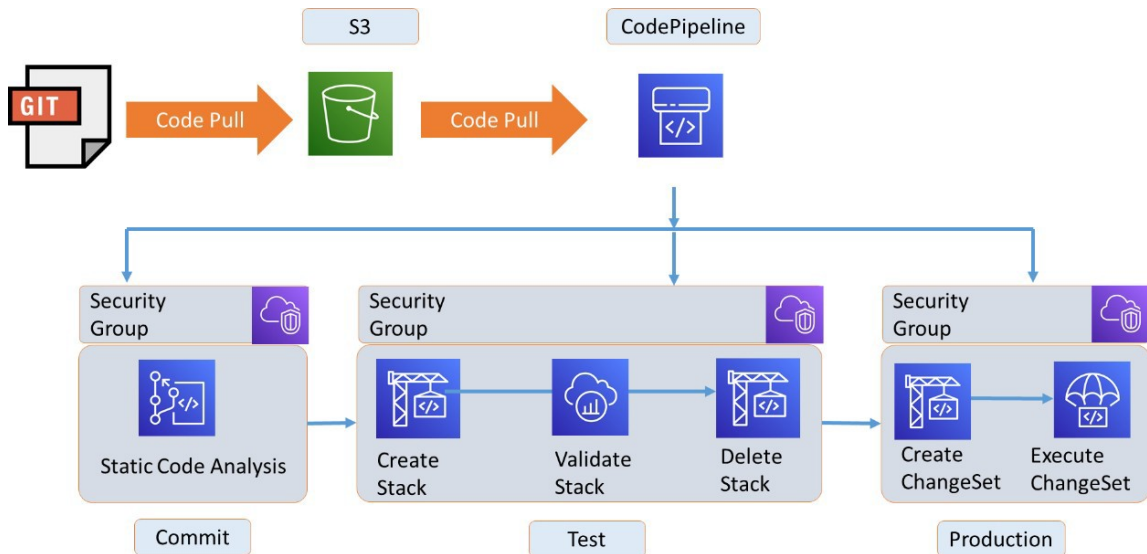 S3
CodePipeline
GIT
Code Pull
Code Pull
</>
Security
Group
Security
Group
Security
Group
</>
</>
</>
</>
</>
Static Code Analysis
Create
Stack
Validate
Stack
Delete
Stack
Create
ChangeSet
Execute
ChangeSet
Commit
Test
Production